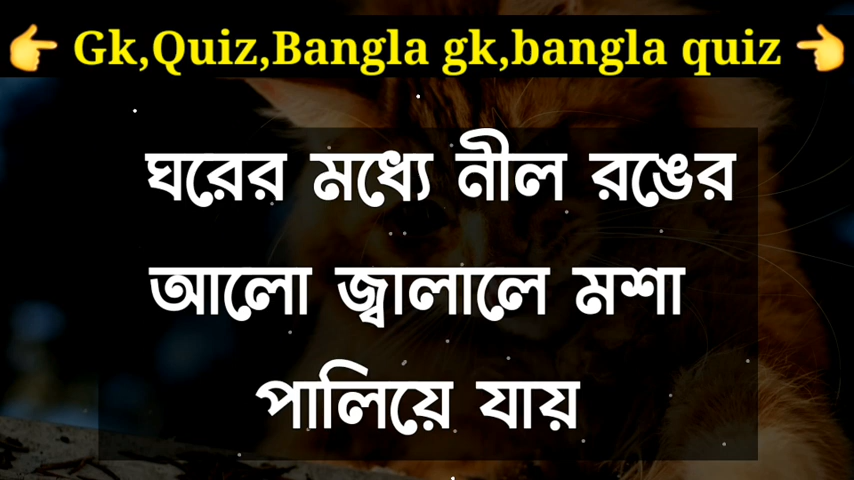 👉 Gk,Quiz,Bangla gk,bangla quiz 👈
ঘরের মধ্যে নীল রঙের
আলো জ্বালালে মশা
পালিয়ে যায়